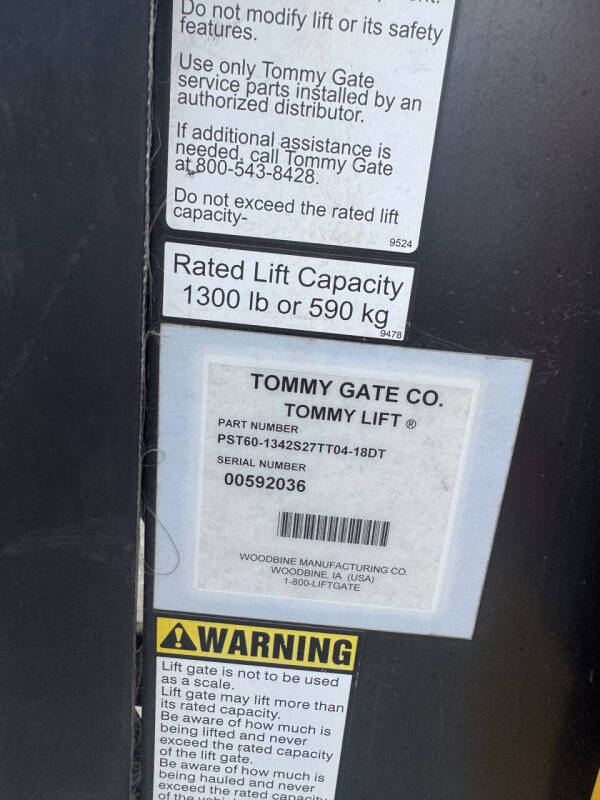 Do not modify lift or its safety
features.
Use only Tommy Gate
service parts installed by an
authorized distributor.
If additional assistance is
needed, call Tommy Gate
at 800-543-8428.
Do not exceed the rated lift
capacity-
9524
Rated Lift Capacity
1300 lb or 590 kg
9478
TOMMY GATE CO.
TOMMY LIFT ®
PART NUMBER
PST60-1342S27TT04-18DT
SERIAL NUMBER
00592036
WOODBINE MANUFACTURING CO.
WOODBINE, IA (USA)
1-800-LIFTGATE
WARNING
Lift gate is not to be used
as a scale.
Lift gate may lift more than
its rated capacity.
Be aware of how much is
being lifted and never
exceed the rated capacity
of the lift gate.
Be aware of how much is
being hauled and never
exceed the rated capacity
of the